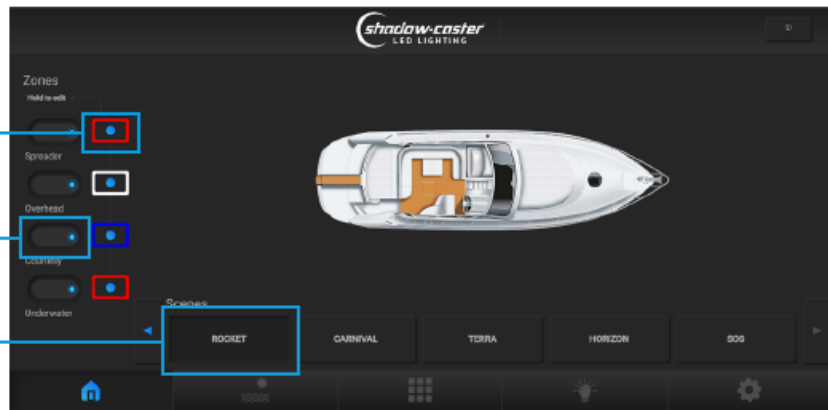 shadow-caster
LED LIGHTING
Zones
Hold to edit
Spreader
Overhead
Courtesy
Underwater
Scenes
ROCKET
CARNIVAL
TERRA
HORIZON
SOS